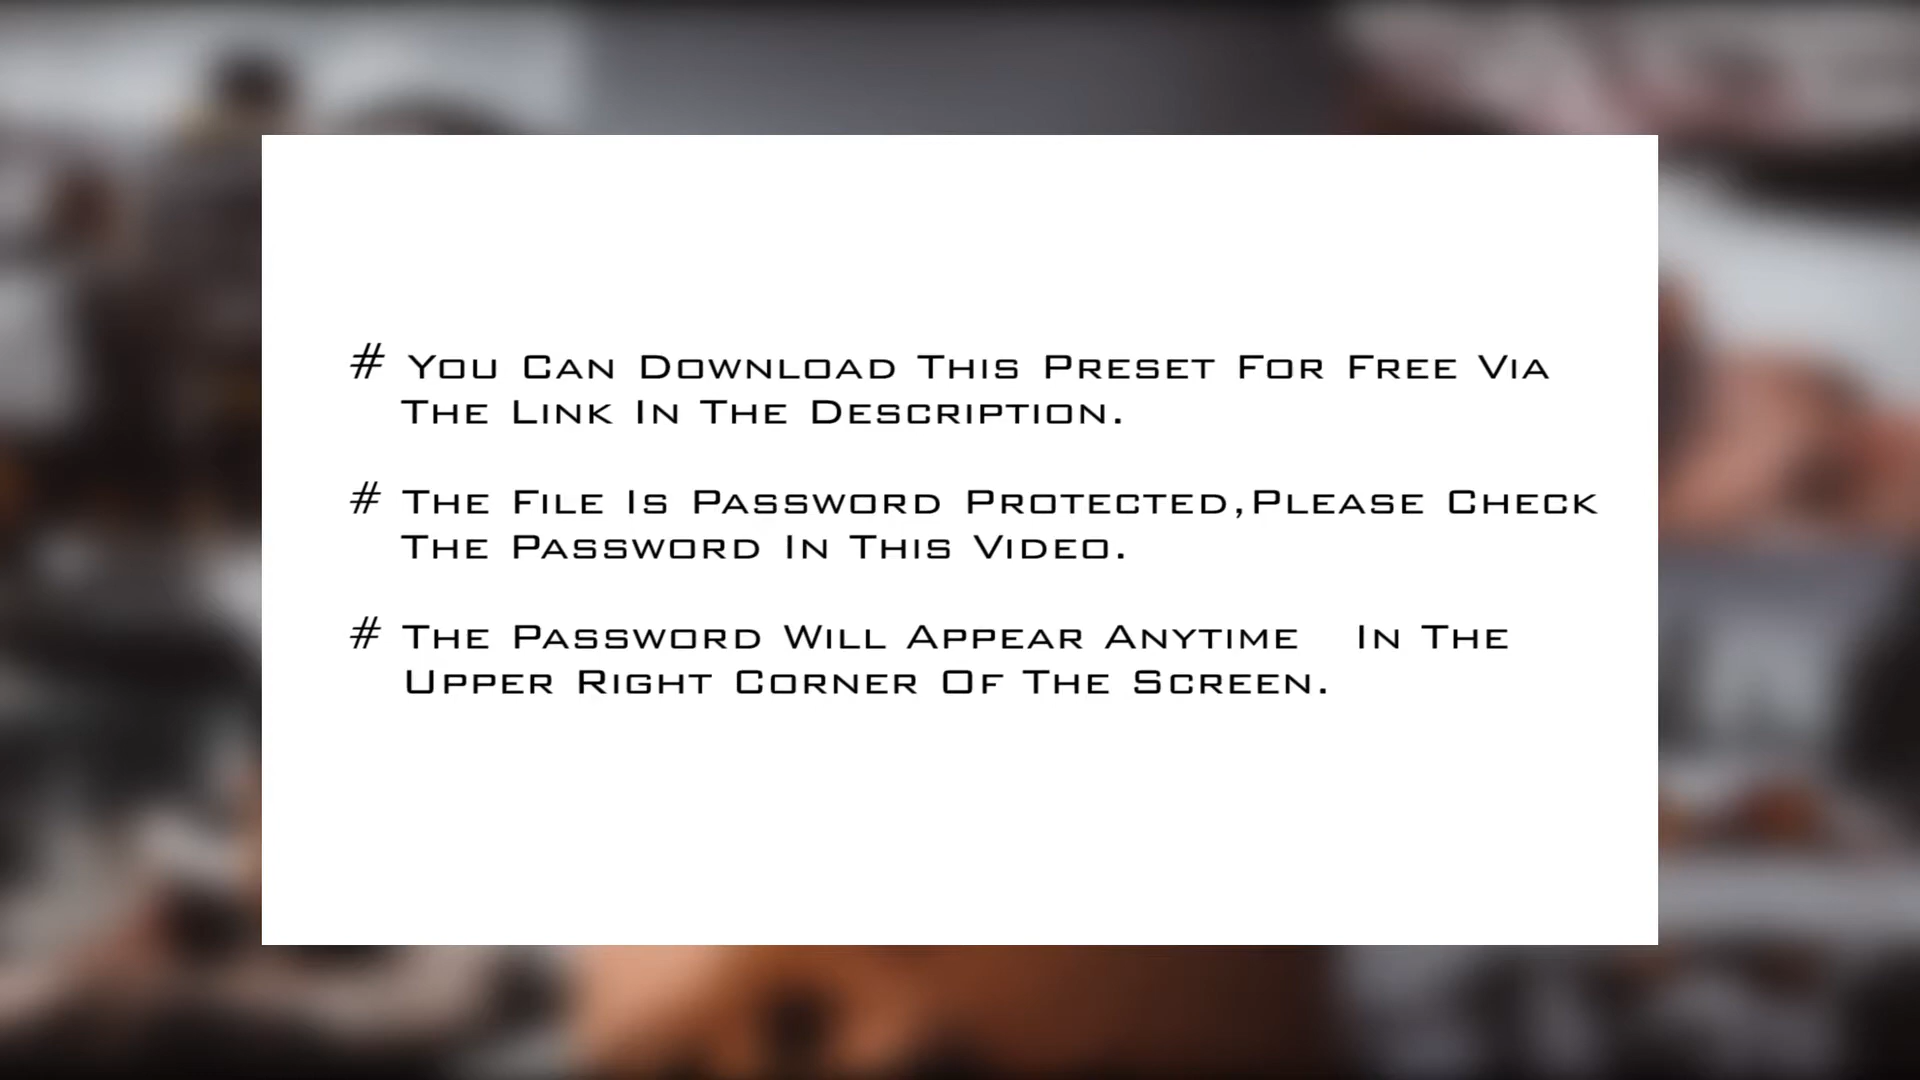 # You Can Download This Preset For Free Via
The Link In The Description.
# The File Is Password Protected,Please Check
The Password In This Video.
# The Password Will Appear Anytime In The
Upper Right Corner Of The Screen.